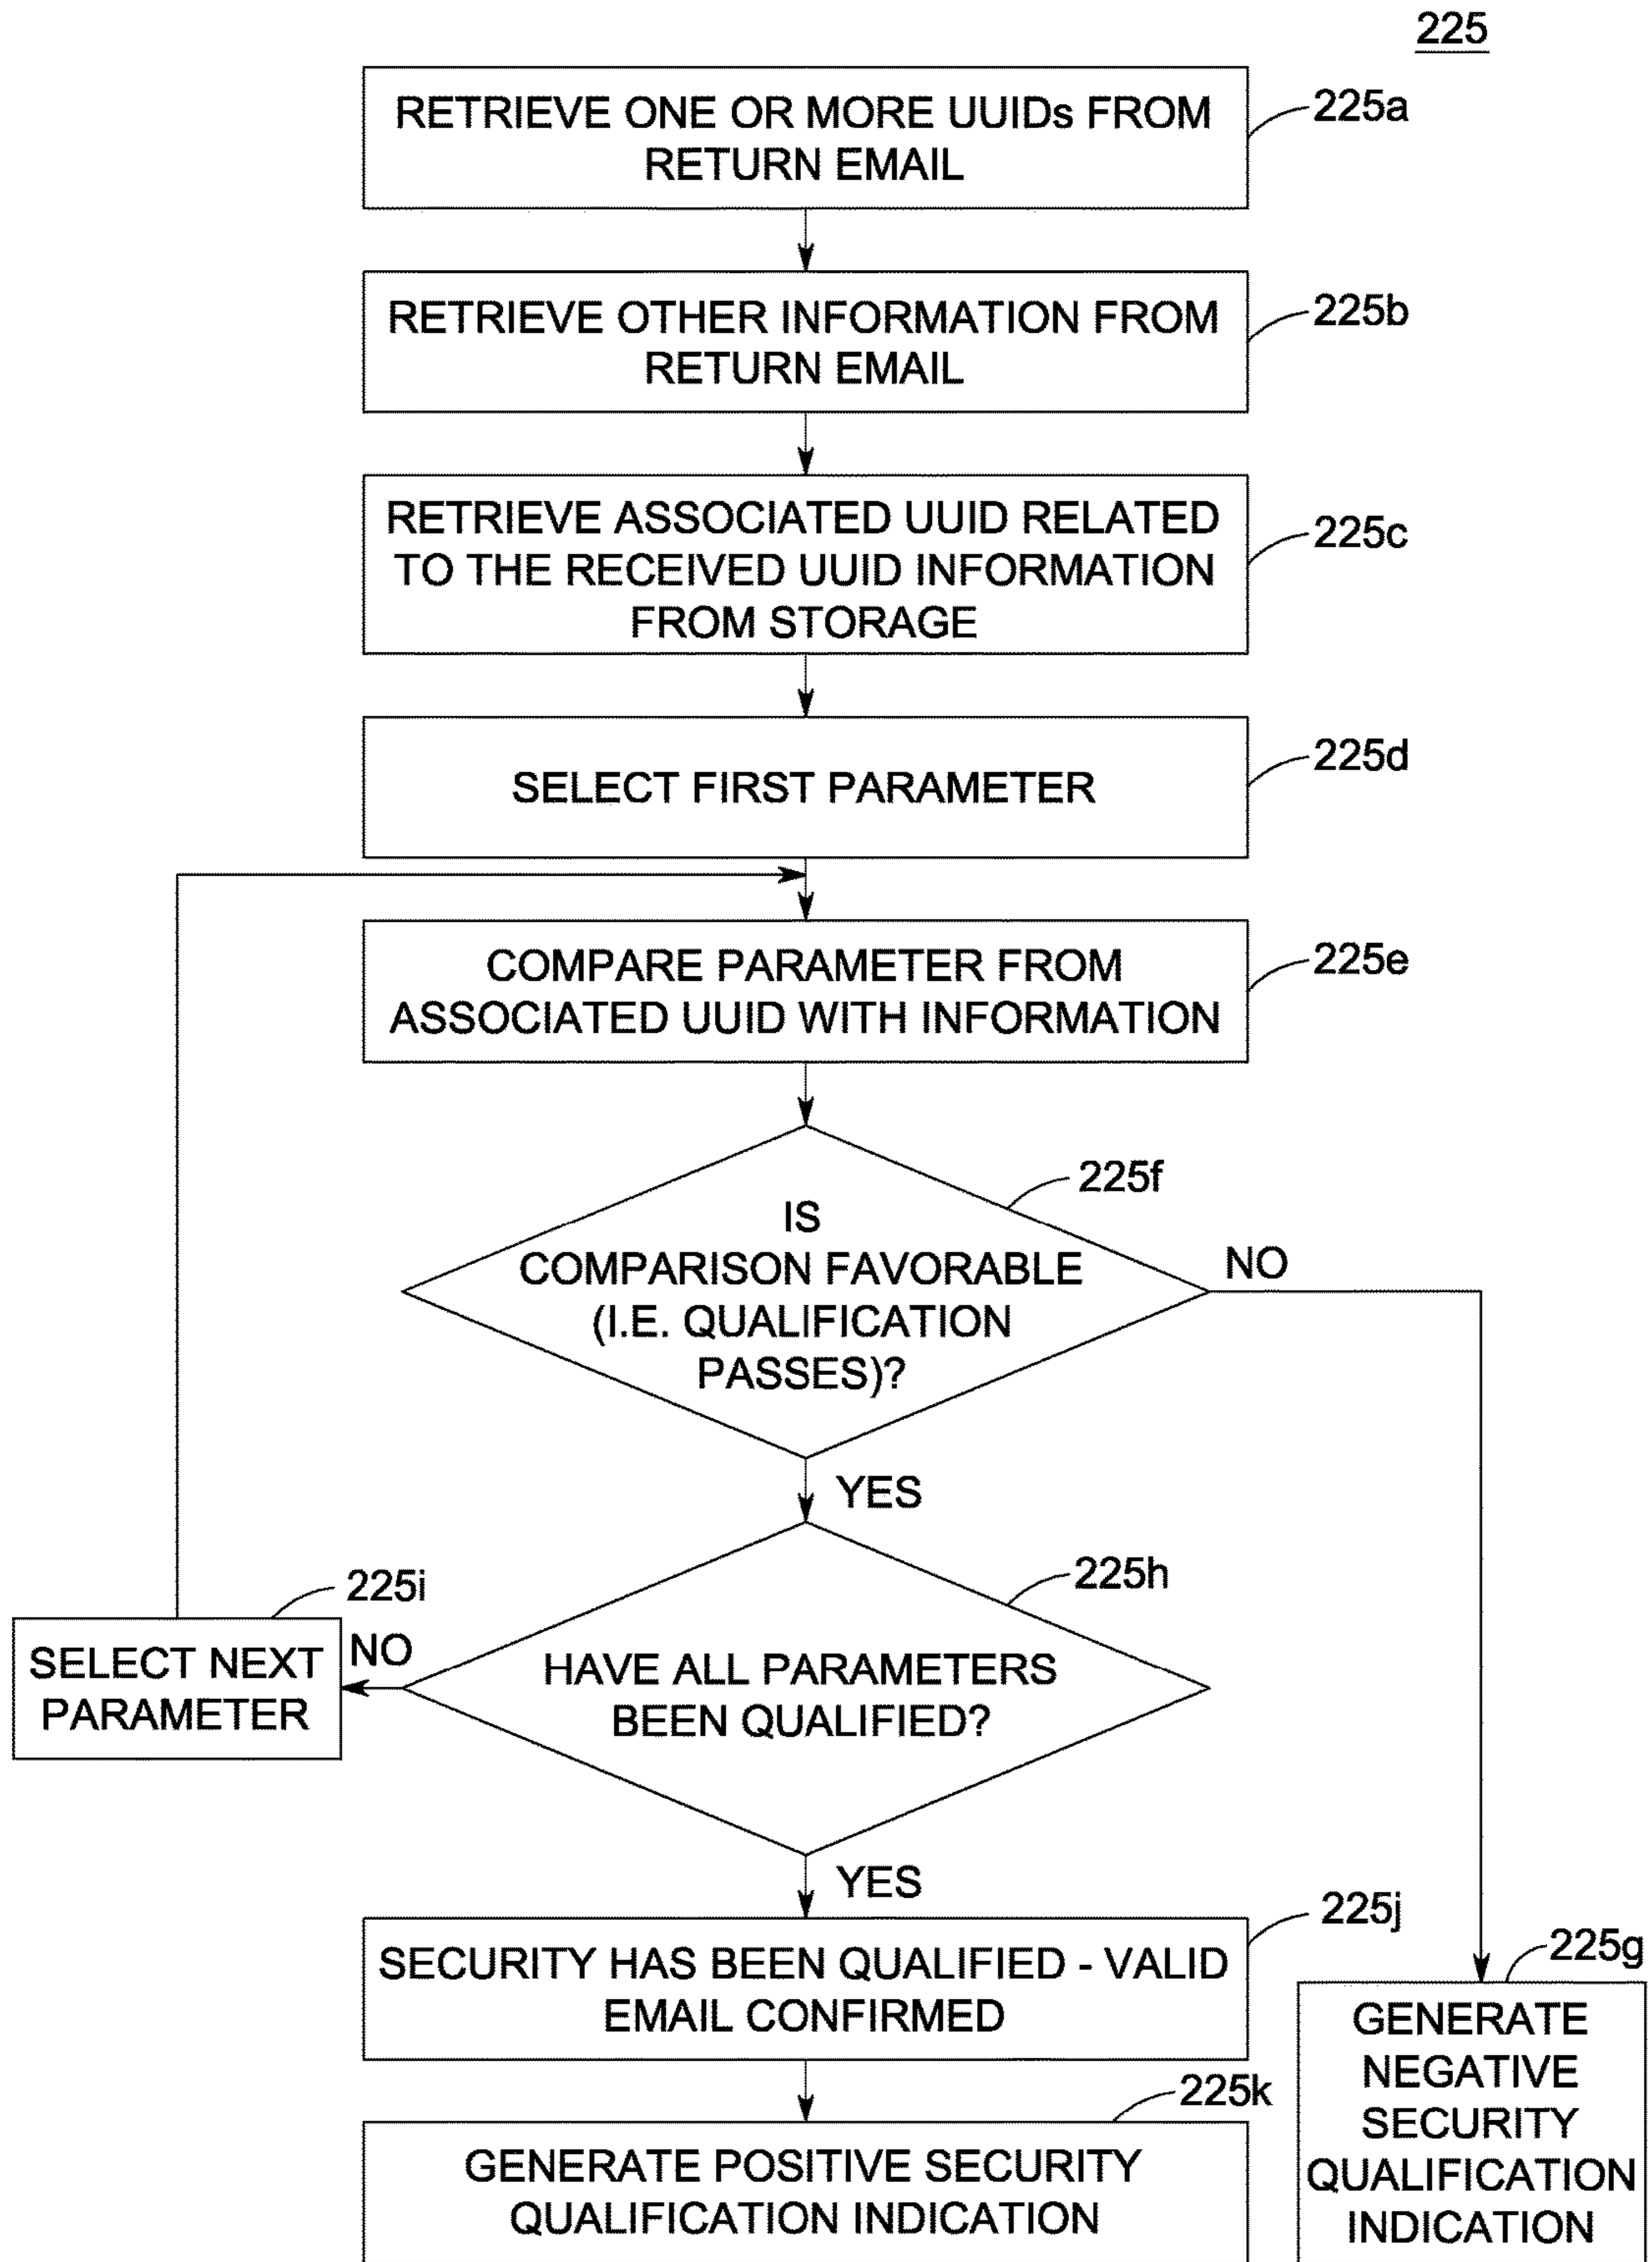 225
RETRIEVE ONE OR MORE UUIDs FROM
RETURN EMAIL
225a
RETRIEVE OTHER INFORMATION FROM
RETURN EMAIL
225b
RETRIEVE ASSOCIATED UUID RELATED
TO THE RECEIVED UUID INFORMATION
FROM STORAGE
225c
SELECT FIRST PARAMETER
225d
COMPARE PARAMETER FROM
ASSOCIATED UUID WITH INFORMATION
225e
IS
COMPARISON FAVORABLE
(I.E. QUALIFICATION
PASSES)?
225f
NO
YES
HAVE ALL PARAMETERS
BEEN QUALIFIED?
225h
NO
225i
SELECT NEXT
PARAMETER
YES
SECURITY HAS BEEN QUALIFIED - VALID
EMAIL CONFIRMED
225j
225g
GENERATE
NEGATIVE
SECURITY
QUALIFICATION
INDICATION
225k
GENERATE POSITIVE SECURITY
QUALIFICATION INDICATION